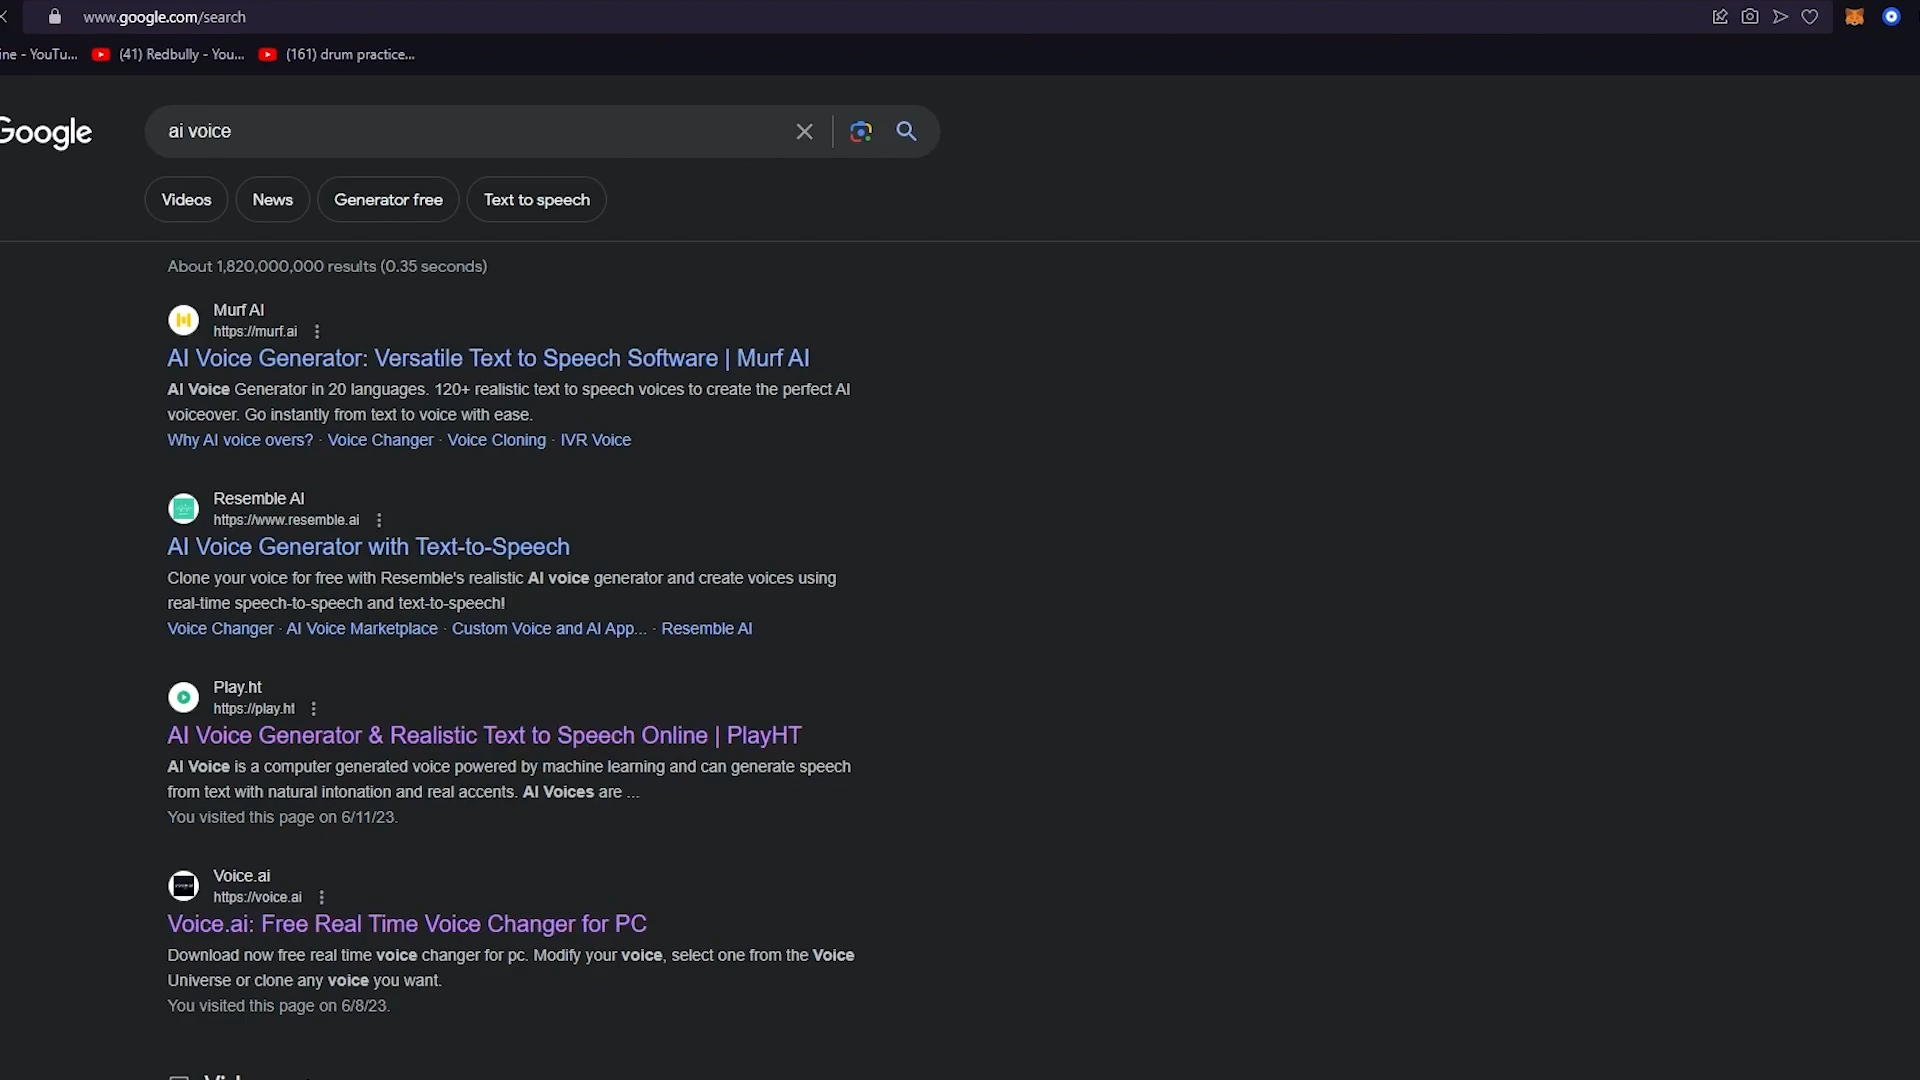 www.google.com/search
ine - YouTu...
(41) Redbully - You...
(161) drum practice...
Google
ai voice
Videos
News
Generator free
Text to speech
About 1,820,000,000 results (0.35 seconds)
Murf AI
https://murf.ai
AI Voice Generator: Versatile Text to Speech Software | Murf AI
AI Voice Generator in 20 languages. 120+ realistic text to speech voices to create the perfect AI
voiceover. Go instantly from text to voice with ease.
Why AI voice overs? · Voice Changer · Voice Cloning · IVR Voice
Resemble AI
https://www.resemble.ai
AI Voice Generator with Text-to-Speech
Clone your voice for free with Resemble's realistic AI voice generator and create voices using
real-time speech-to-speech and text-to-speech!
Voice Changer · AI Voice Marketplace · Custom Voice and AI App... · Resemble AI
Play.ht
https://play.ht
AI Voice Generator & Realistic Text to Speech Online | PlayHT
AI Voice is a computer generated voice powered by machine learning and can generate speech
from text with natural intonation and real accents. AI Voices are ...
You visited this page on 6/11/23.
Voice.ai
https://voice.ai
Voice.ai: Free Real Time Voice Changer for PC
Download now free real time voice changer for pc. Modify your voice, select one from the Voice
Universe or clone any voice you want.
You visited this page on 6/8/23.